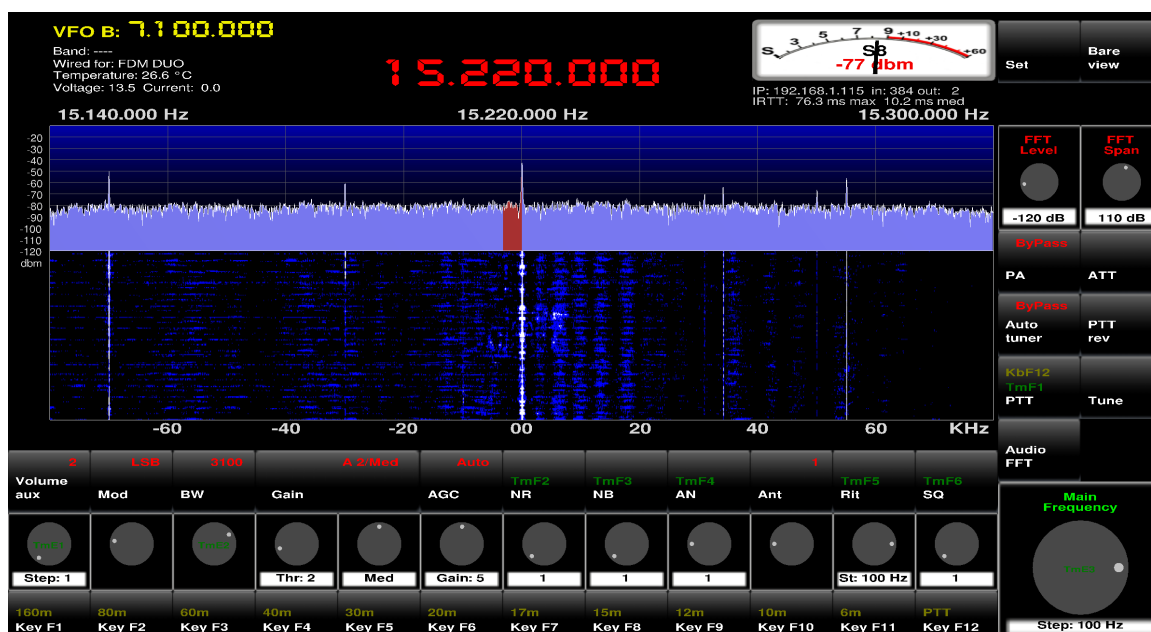 VFO B: 7.100.000
Band: ----
Wired for: FDM DUO
Temperature: 26.6 °C
Voltage: 13.5 Current: 0.0
15.220.000
S 3 5 7 9 +10 +30 +60
S8
-77 dbm
IP: 192.168.1.115 in: 384 out: 2
IRTT: 76.3 ms max 10.2 ms med
Set
Bare view
15.140.000 Hz
15.220.000 Hz
15.300.000 Hz
-20
-30
-40
-50
-60
-70
-80
-90
-100
-110
-120
dbm
-60 -40 -20 00 20 40 60 KHz
FFT Level
FFT Span
-120 dB
110 dB
ByPass
PA
ATT
ByPass
Auto tuner
PTT rev
KbF12
TmF1
PTT
Tune
Audio FFT
Main Frequency
Step: 100 Hz
2 LSB 3100 A 2/Med Auto TmF2 TmF3 TmF4 1 TmF5 TmF6
Volume aux Mod BW Gain AGC NR NB AN Ant Rit SQ
Step: 1 Thr: 2 Med Gain: 5 1 1 1 St: 100 Hz 1
160m 80m 60m 40m 30m 20m 17m 15m 12m 10m 6m PTT
Key F1 Key F2 Key F3 Key F4 Key F5 Key F6 Key F7 Key F8 Key F9 Key F10 Key F11 Key F12